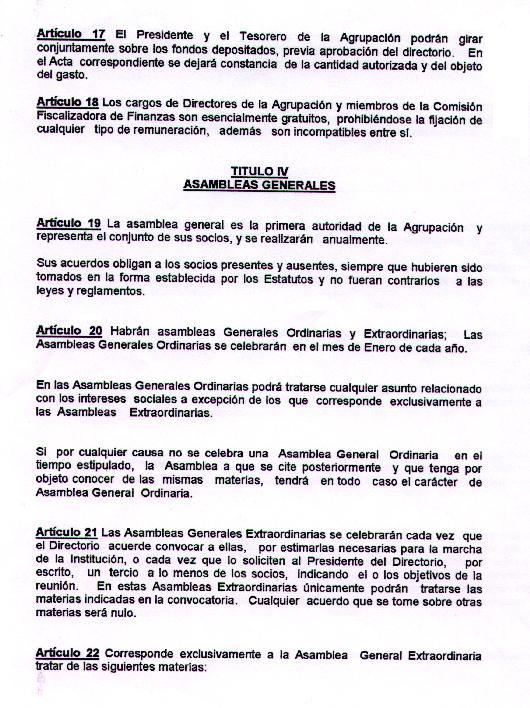 Artículo 17 El Presidente y el Tesorero de la Agrupación podrán girar
conjuntamente sobre los fondos depositados, previa aprobación del directorio. En
el Acta correspondiente se dejará constancia de la cantidad autorizada y del objeto
del gasto.
Artículo 18 Los cargos de Directores de la Agrupación y miembros de la Comisión
Fiscalizadora de Finanzas son esencialmente gratuitos, prohibiéndose la fijación de
cualquier tipo de remuneración, además son incompatibles entre sí.
TITULO IV
ASAMBLEAS GENERALES
Artículo 19 La asamblea general es la primera autoridad de la Agrupación y
representa el conjunto de sus socios, y se realizarán anualmente.
Sus acuerdos obligan a los socios presentes y ausentes, siempre que hubieren sido
tomados en la forma establecida por los Estatutos y no fueran contrarios a las
leyes y reglamentos.
Artículo 20 Habrán asambleas Generales Ordinarias y Extraordinarias; Las
Asambleas Generales Ordinarias se celebrarán en el mes de Enero de cada año.
En las Asambleas Generales Ordinarias podrá tratarse cualquier asunto relacionado
con los intereses sociales a excepción de los que corresponde exclusivamente a
las Asambleas Extraordinarias.
Si por cualquier causa no se celebra una Asamblea General Ordinaria en el
tiempo estipulado, la Asamblea a que se cite posteriormente y que tenga por
objeto conocer de las mismas materias, tendrá en todo caso el carácter de
Asamblea General Ordinaria.
Artículo 21 Las Asambleas Generales Extraordinarias se celebrarán cada vez que
el Directorio acuerde convocar a ellas, por estimarlas necesarias para la marcha
de la Institución, o cada vez que lo soliciten al Presidente del Directorio, por
escrito, un tercio a lo menos de los socios, indicando el o los objetivos de la
reunión. En estas Asambleas Extraordinarias únicamente podrán tratarse las
materias indicadas en la convocatoria. Cualquier acuerdo que se tome sobre otras
materias será nulo.
Artículo 22 Corresponde exclusivamente a la Asamblea General Extraordinaria
tratar de las siguientes materias: